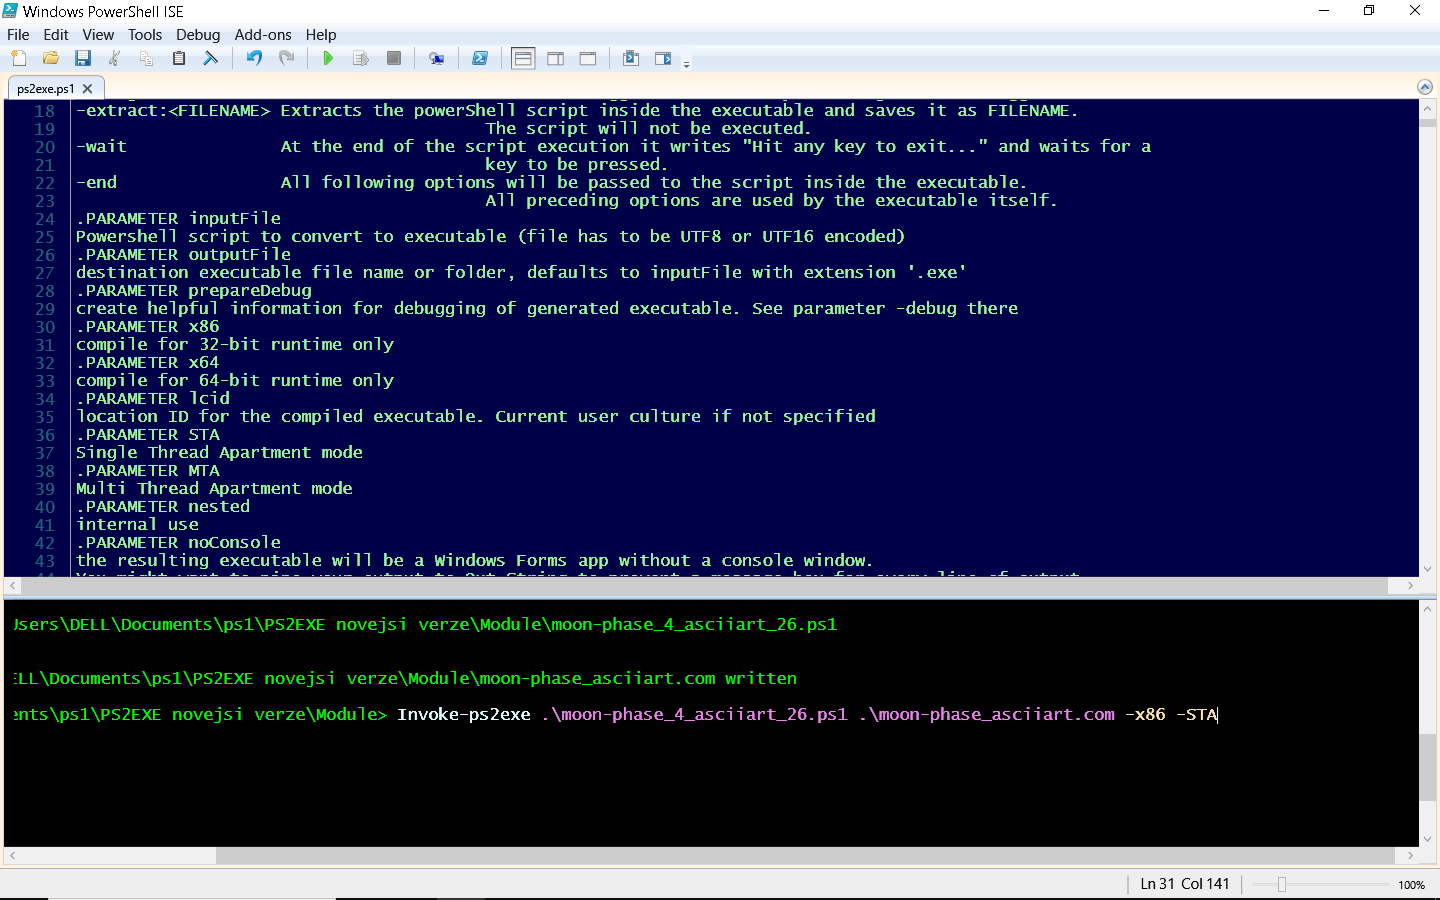 Windows PowerShell ISE
File Edit View Tools Debug Add-ons Help
ps2exe.ps1
18 -extract:<FILENAME> Extracts the powerShell script inside the executable and saves it as FILENAME.
19 The script will not be executed.
20 -wait At the end of the script execution it writes "Hit any key to exit..." and waits for a
21 key to be pressed.
22 -end All following options will be passed to the script inside the executable.
23 All preceding options are used by the executable itself.
24 .PARAMETER inputFile
25 Powershell script to convert to executable (file has to be UTF8 or UTF16 encoded)
26 .PARAMETER outputFile
27 destination executable file name or folder, defaults to inputFile with extension '.exe'
28 .PARAMETER prepareDebug
29 create helpful information for debugging of generated executable. See parameter -debug there
30 .PARAMETER x86
31 compile for 32-bit runtime only
32 .PARAMETER x64
33 compile for 64-bit runtime only
34 .PARAMETER lcid
35 location ID for the compiled executable. Current user culture if not specified
36 .PARAMETER STA
37 Single Thread Apartment mode
38 .PARAMETER MTA
39 Multi Thread Apartment mode
40 .PARAMETER nested
41 internal use
42 .PARAMETER noConsole
43 the resulting executable will be a Windows Forms app without a console window.
Jsers\DELL\Documents\ps1\PS2EXE novejsi verze\Module\moon-phase_4_asciiart_26.ps1
ELL\Documents\ps1\PS2EXE novejsi verze\Module\moon-phase_asciiart.com written
ents\ps1\PS2EXE novejsi verze\Module> Invoke-ps2exe .\moon-phase_4_asciiart_26.ps1 .\moon-phase_asciiart.com -x86 -STA
Ln 31 Col 141 100%